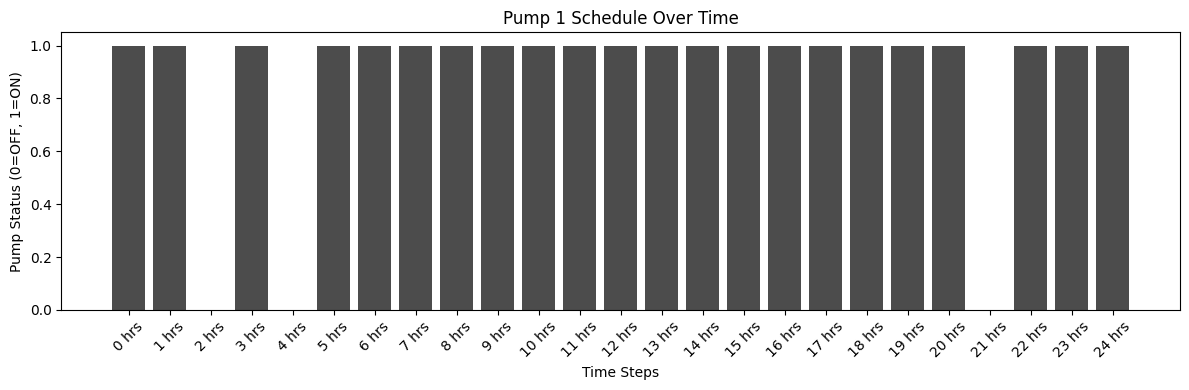 Pump 1 Schedule Over Time
Pump Status (0=OFF, 1=ON)
1.0
0.8
0.6
0.4
0.2
0.0
0 hrs
1 hrs
2 hrs
3 hrs
4 hrs
5 hrs
6 hrs
7 hrs
8 hrs
9 hrs
10 hrs
11 hrs
12 hrs
13 hrs
14 hrs
15 hrs
16 hrs
17 hrs
18 hrs
19 hrs
20 hrs
21 hrs
22 hrs
23 hrs
24 hrs
Time Steps